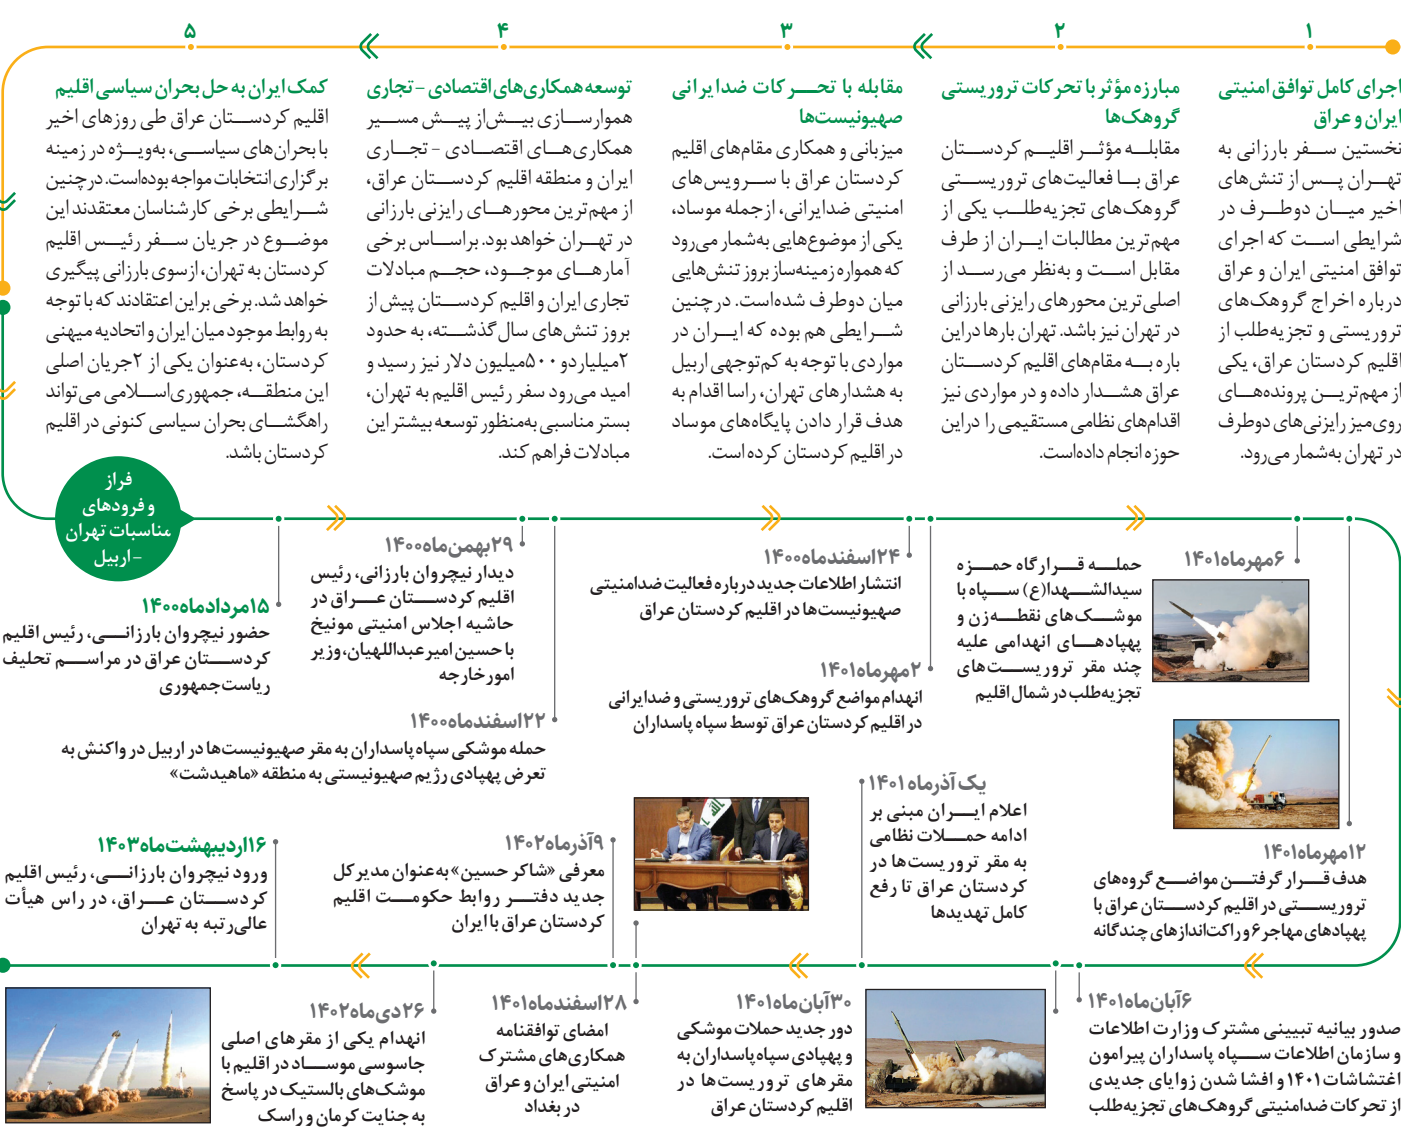 ۱
اجرای کامل توافق امنیتی
ایران و عراق
نخستین سفر بارزانی به
تهران پس از تنش‌های
اخیر میان دوطرف در
شرایطی است که اجرای
توافق امنیتی ایران و عراق
درباره اخراج گروهک‌های
تروریستی و تجزیه‌طلب از
اقلیم کردستان عراق، یکی
از مهم‌ترین پرونده‌های
روی‌میز رایزنی‌های دوطرف
در تهران به‌شمار می‌رود.
۲
مبارزه مؤثر با تحرکات تروریستی
گروهک‌ها
مقابله مؤثر اقلیم کردستان
عراق با فعالیت‌های تروریستی
گروهک‌های تجزیه‌طلب یکی از
مهم‌ترین مطالبات ایران از طرف
مقابل است و به‌نظر می‌رسد از
اصلی‌ترین محورهای رایزنی بارزانی
در تهران نیز باشد. تهران بارها دراین
باره به مقام‌های اقلیم کردستان
عراق هشدار داده و در مواردی نیز
اقدام‌های نظامی مستقیمی را دراین
حوزه انجام داده‌است.
۳
مقابله با تحرکات ضدایرانی
صهیونیست‌ها
میزبانی و همکاری مقام‌های اقلیم
کردستان عراق با سرویس‌های
امنیتی ضدایرانی، ازجمله موساد،
یکی از موضوع‌هایی به‌شمار می‌رود
که همواره زمینه‌ساز بروز تنش‌هایی
میان دوطرف شده‌است. درچنین
شرایطی هم بوده که ایران در
مواردی با توجه به کم‌توجهی اربیل
به هشدارهای تهران، راسا اقدام به
هدف قرار دادن پایگاه‌های موساد
در اقلیم کردستان کرده است.
۴
توسعه همکاری‌های اقتصادی - تجاری
هموارسازی بیش‌از پیش مسیر
همکاری‌های اقتصادی - تجاری
ایران و منطقه اقلیم کردستان عراق،
از مهم‌ترین محورهای رایزنی بارزانی
در تهران خواهد بود. براساس برخی
آمارهای موجود، حجم مبادلات
تجاری ایران و اقلیم کردستان پیش از
بروز تنش‌های سال گذشته، به حدود
۲میلیارد و ۵۰۰میلیون دلار نیز رسید و
امید می‌رود سفر رئیس اقلیم به تهران،
بستر مناسبی به‌منظور توسعه بیشتر این
مبادلات فراهم کند.
۵
کمک ایران به حل بحران سیاسی اقلیم
اقلیم کردستان عراق طی روزهای اخیر
با بحران‌های سیاسی، به‌ویژه در زمینه
برگزاری انتخابات مواجه بوده‌است. درچنین
شرایطی برخی کارشناسان معتقدند این
موضوع در جریان سفر رئیس اقلیم
کردستان به تهران، ازسوی بارزانی پیگیری
خواهد شد. برخی براین اعتقادند که با توجه
به روابط موجود میان ایران و اتحادیه میهنی
کردستان، به‌عنوان یکی از ۲جریان اصلی
این منطقه، جمهوری‌اسلامی می‌تواند
راهگشای بحران سیاسی کنونی در اقلیم
کردستان باشد.
فراز
و فرودهای
مناسبات تهران
- اربیل
۱۵مردادماه۱۴۰۰
حضور نیچروان بارزانی، رئیس اقلیم
کردستان عراق در مراسم تحلیف
ریاست‌جمهوری
۲۹بهمن‌ماه۱۴۰۰
دیدار نیچروان بارزانی، رئیس
اقلیم کردستان عراق در
حاشیه اجلاس امنیتی مونیخ
با حسین امیرعبداللهیان، وزیر
امورخارجه
۲۲اسفندماه۱۴۰۰
حمله موشکی سپاه پاسداران به مقر صهیونیست‌ها در اربیل در واکنش به
تعرض پهپادی رژیم صهیونیستی به منطقه «ماهیدشت»
۲۴اسفندماه۱۴۰۰
انتشار اطلاعات جدید درباره فعالیت ضدامنیتی
صهیونیست‌ها در اقلیم کردستان عراق
۲مهرماه۱۴۰۱
انهدام مواضع گروهک‌های تروریستی و ضدایرانی
در اقلیم کردستان عراق توسط سپاه پاسداران
۶مهرماه۱۴۰۱
حمله قرارگاه حمزه
سیدالشهدا(ع) سپاه با
موشک‌های نقطه‌زن و
پهپادهای انهدامی علیه
چند مقر تروریست‌های
تجزیه‌طلب در شمال اقلیم
۱۲مهرماه۱۴۰۱
هدف قرار گرفتن مواضع گروه‌های
تروریستی در اقلیم کردستان عراق با
پهپادهای مهاجر۶ و راکت‌اندازهای چندگانه
۶آبان‌ماه۱۴۰۱
صدور بیانیه تبیینی مشترک وزارت اطلاعات
و سازمان اطلاعات سپاه پاسداران پیرامون
اغتشاشات۱۴۰۱ و افشا شدن زوایای جدیدی
از تحرکات ضدامنیتی گروهک‌های تجزیه‌طلب
۳۰آبان‌ماه۱۴۰۱
دور جدید حملات موشکی
و پهپادی سپاه پاسداران به
مقرهای تروریست‌ها در
اقلیم کردستان عراق
یک آذرماه ۱۴۰۱
اعلام ایران مبنی بر
ادامه حملات نظامی
به مقر تروریست‌ها در
کردستان عراق تا رفع
کامل تهدیدها
۲۸اسفندماه۱۴۰۱
امضای توافقنامه
همکاری‌های مشترک
امنیتی ایران و عراق
در بغداد
۹آذرماه۱۴۰۲
معرفی «شاکر حسین» به‌عنوان مدیرکل
جدید دفتر روابط حکومت اقلیم
کردستان عراق با ایران
۲۶دی‌ماه۱۴۰۲
انهدام یکی از مقرهای اصلی
جاسوسی موساد در اقلیم با
موشک‌های بالستیک در پاسخ
به جنایت کرمان و راسک
۱۶اردیبهشت‌ماه۱۴۰۳
ورود نیچروان بارزانی، رئیس اقلیم
کردستان عراق، در راس هیأت
عالی‌رتبه به تهران